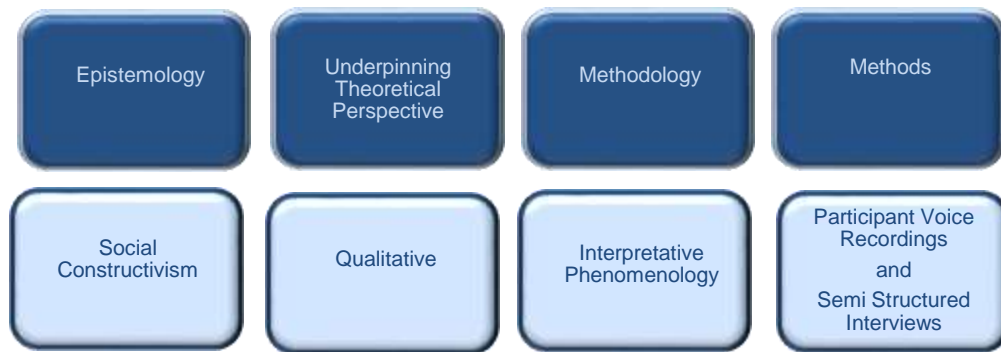 Epistemology
Underpinning
Theoretical
Perspective
Methodology
Methods
Social
Constructivism
Qualitative
Interpretative
Phenomenology
Participant Voice
Recordings
and
Semi Structured
Interviews